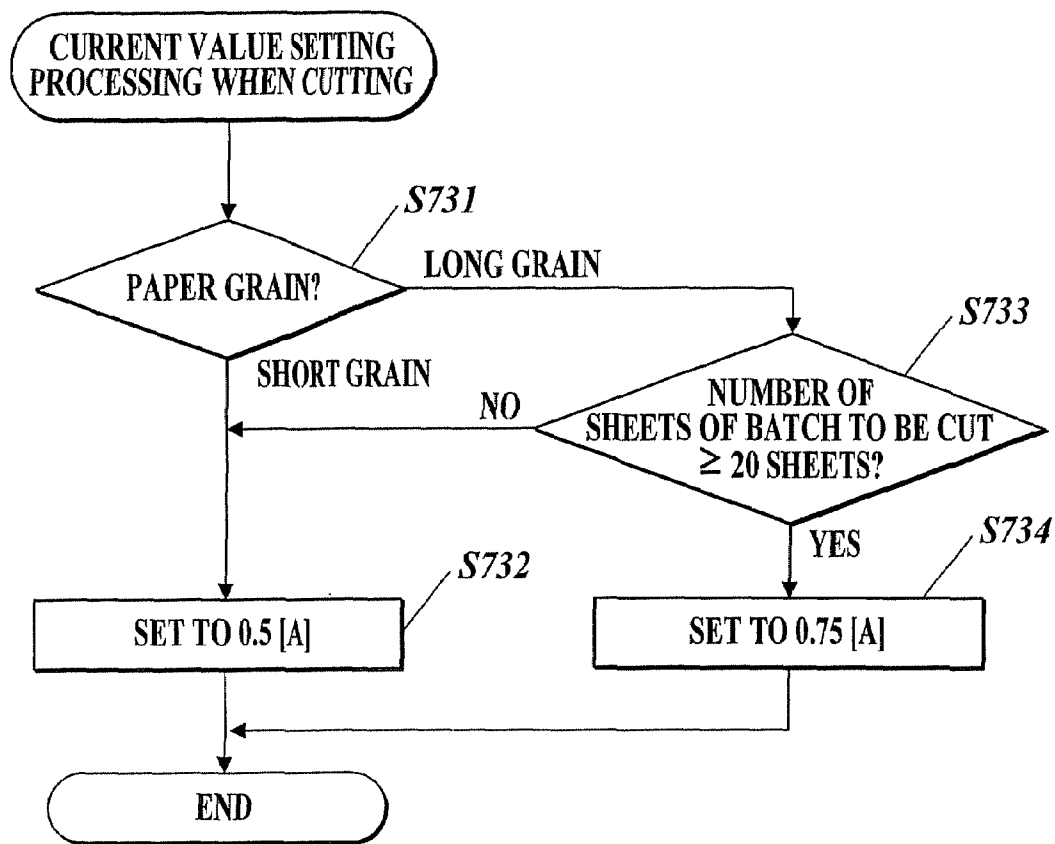 CURRENT VALUE SETTING
PROCESSING WHEN CUTTING
S731
PAPER GRAIN?
LONG GRAIN
S733
SHORT GRAIN
NO
NUMBER OF
SHEETS OF BATCH TO BE CUT
≥ 20 SHEETS?
YES
S732
S734
SET TO 0.5 [A]
SET TO 0.75 [A]
END